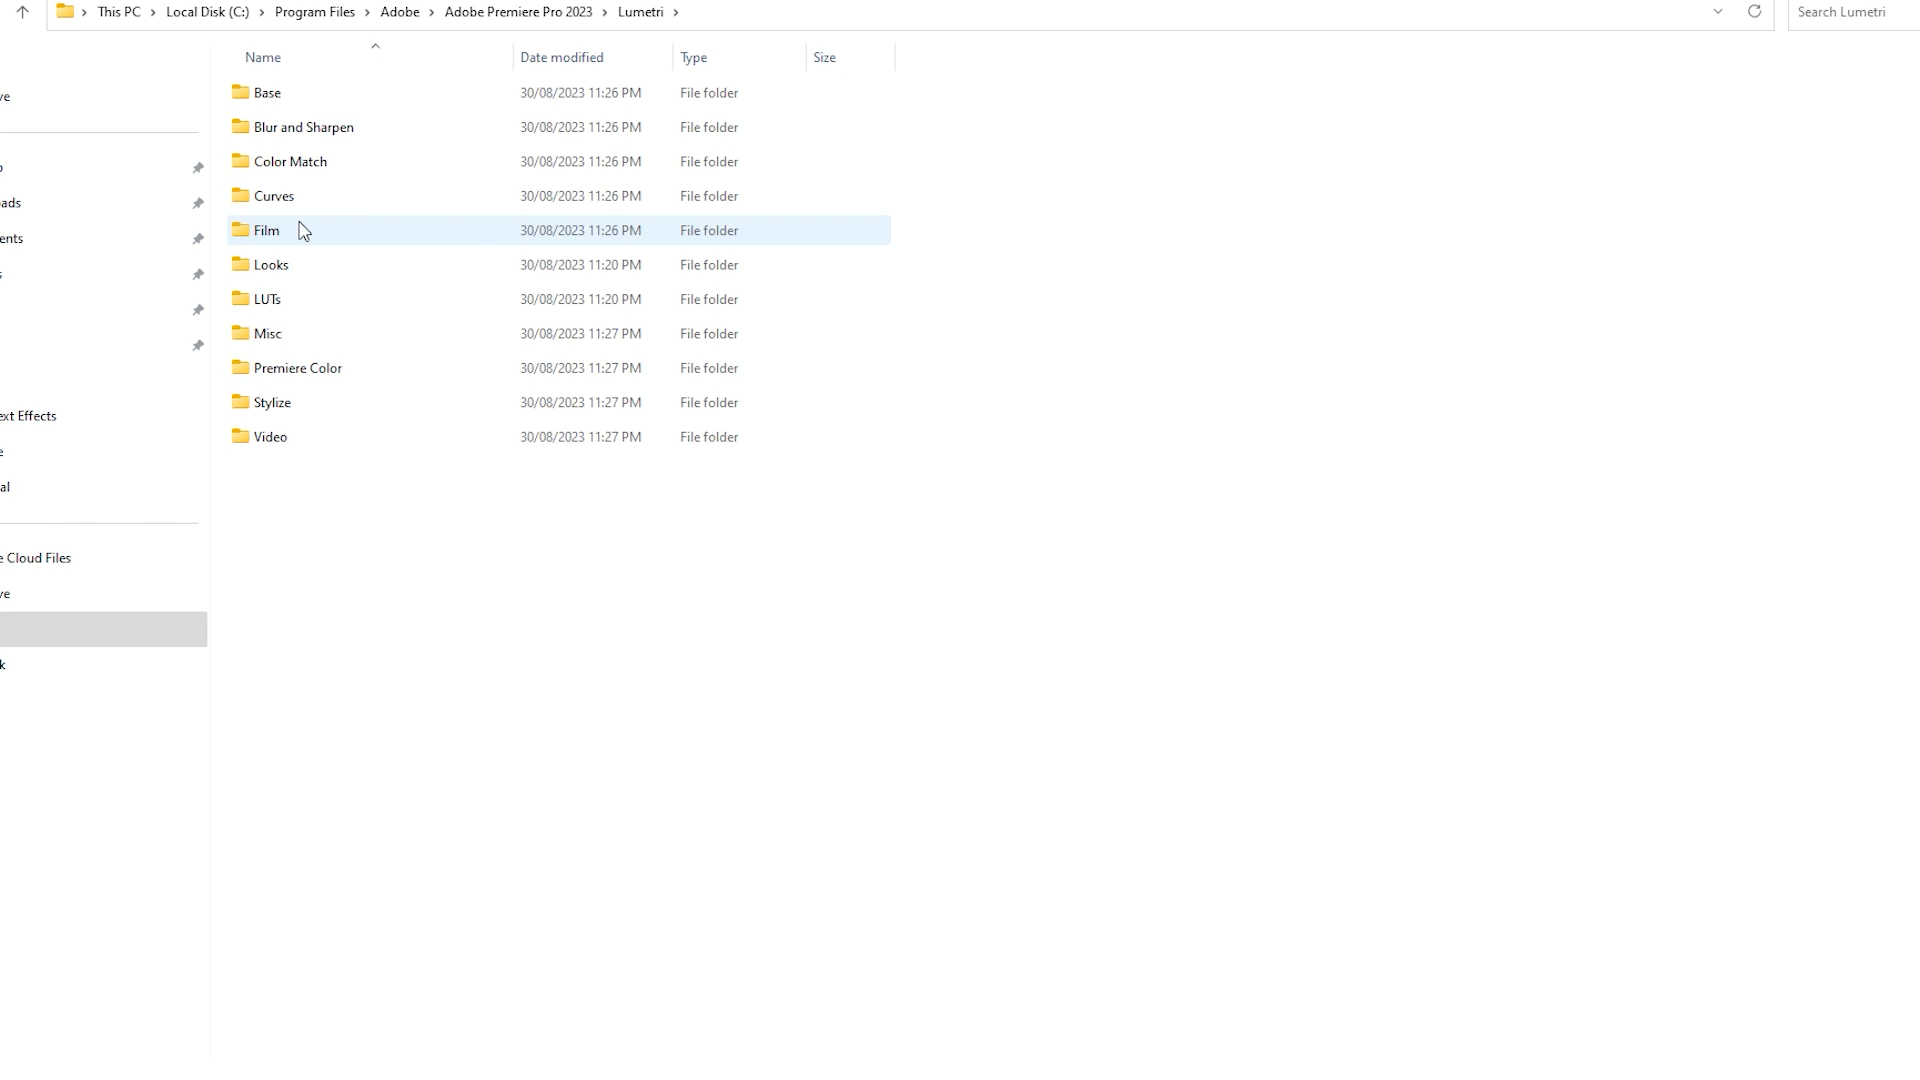 This PC > Local Disk (C:) > Program Files > Adobe > Adobe Premiere Pro 2023 > Lumetri >
Search Lumetri
Name Date modified Type Size
Base 30/08/2023 11:26 PM File folder
Blur and Sharpen 30/08/2023 11:26 PM File folder
Color Match 30/08/2023 11:26 PM File folder
Curves 30/08/2023 11:26 PM File folder
Film 30/08/2023 11:26 PM File folder
Looks 30/08/2023 11:20 PM File folder
LUTs 30/08/2023 11:20 PM File folder
Misc 30/08/2023 11:27 PM File folder
Premiere Color 30/08/2023 11:27 PM File folder
Stylize 30/08/2023 11:27 PM File folder
Video 30/08/2023 11:27 PM File folder
ve
ads
ents
ext Effects
e
al
e Cloud Files
ve
k